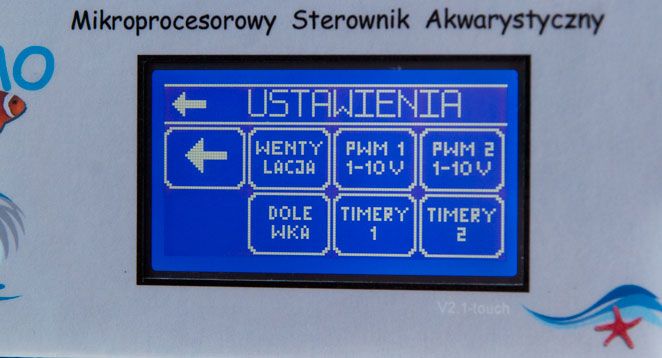 Mikroprocesorowy Sterownik Akwarystyczny
USTAWIENIA
WENTY
LACJA
PWM 1
1-10V
PWM 2
1-10V
DOLE
WKA
TIMERY
1
TIMERY
2
V2.1-touch